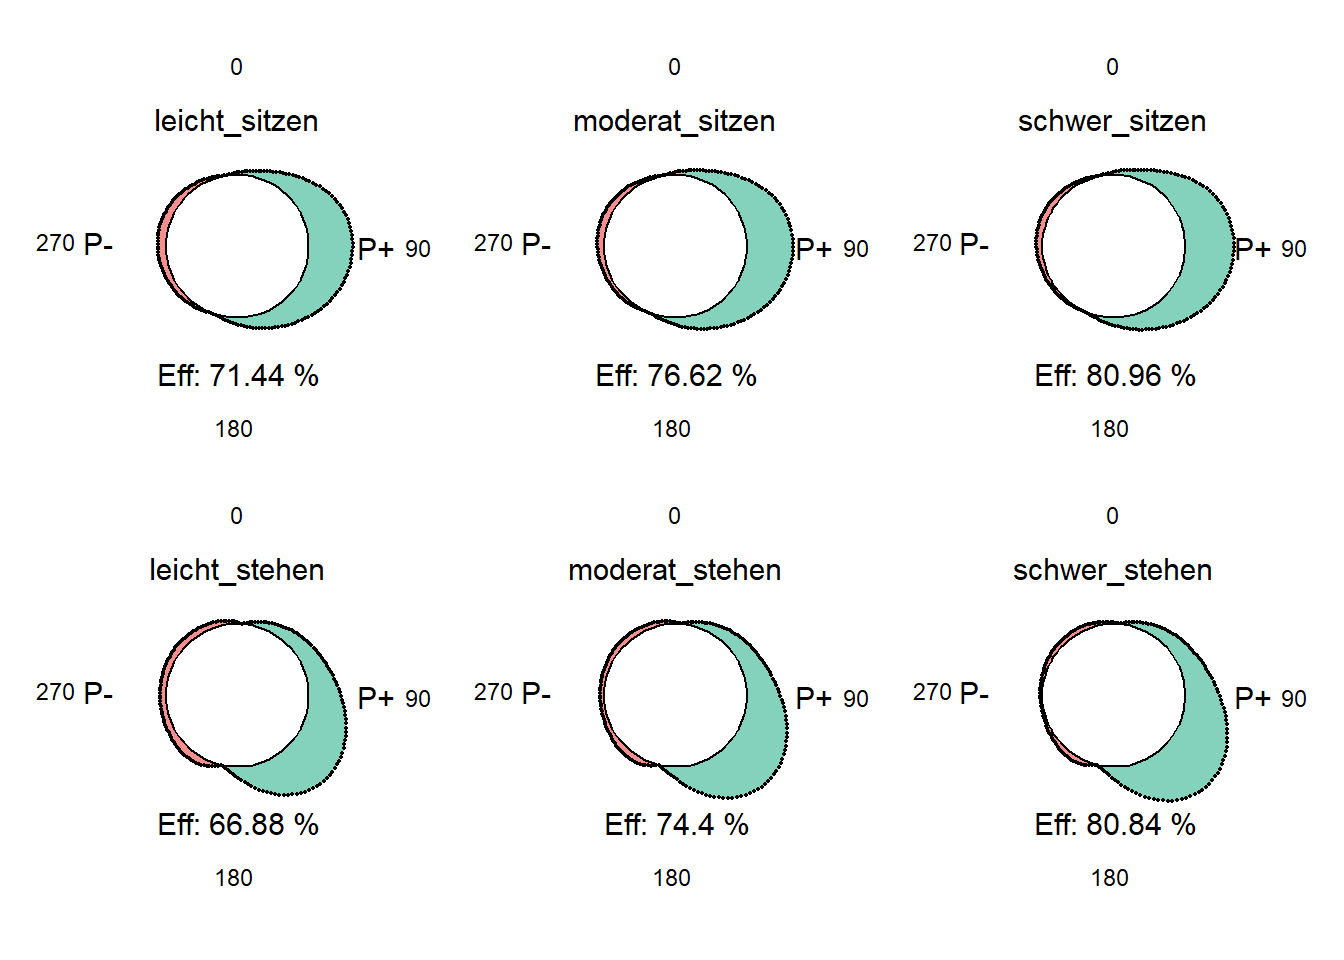 0 0 0
leicht_sitzen moderat_sitzen schwer_sitzen
270 P- P+ 90 270 P- P+ 90 270 P- P+ 90
Eff: 71.44 % Eff: 76.62 % Eff: 80.96 %
180 180 180
0 0 0
leicht_stehen moderat_stehen schwer_stehen
270 P- P+ 90 270 P- P+ 90 270 P- P+ 90
Eff: 66.88 % Eff: 74.4 % Eff: 80.84 %
180 180 180